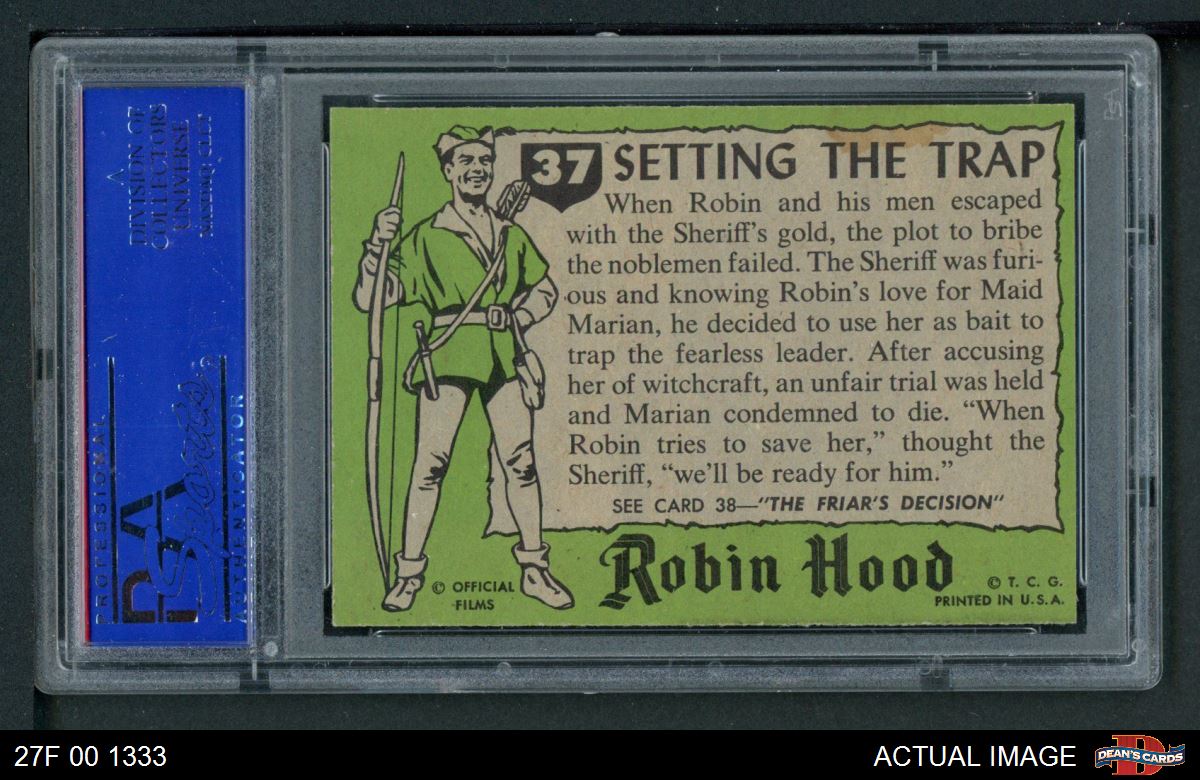 A
DIVISION OF
COLLECTORS
UNIVERSE
NASDAQ: CLCT
PROFESSIONAL
PSA
Sports
AUTHENTICATOR
37 SETTING THE TRAP
When Robin and his men escaped
with the Sheriff's gold, the plot to bribe
the noblemen failed. The Sheriff was furi-
ous and knowing Robin's love for Maid
Marian, he decided to use her as bait to
trap the fearless leader. After accusing
her of witchcraft, an unfair trial was held
and Marian condemned to die. “When
Robin tries to save her,” thought the
Sheriff, “we'll be ready for him.”
SEE CARD 38—“THE FRIAR'S DECISION”
© OFFICIAL
FILMS
Robin Hood
© T. C. G.
PRINTED IN U.S.A.
27F 00 1333
ACTUAL IMAGE
DEAN'S CARDS